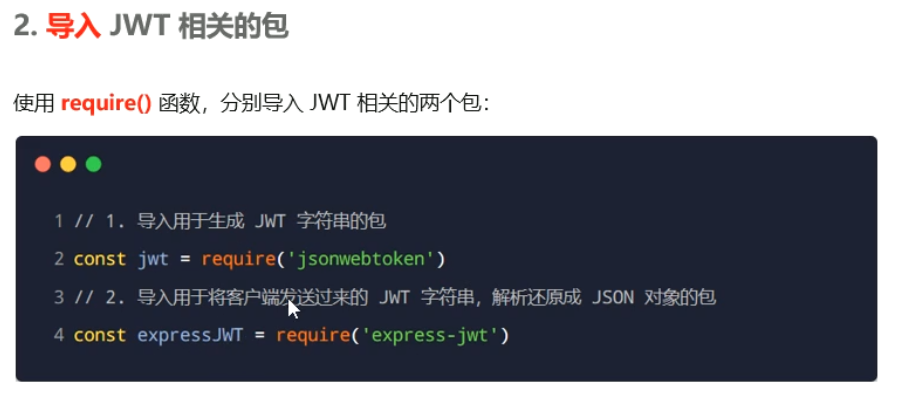 2. 导入 JWT 相关的包
使用 require() 函数，分别导入 JWT 相关的两个包：
1 // 1. 导入用于生成 JWT 字符串的包
2 const jwt = require('jsonwebtoken')
3 // 2. 导入用于将客户端发送过来的 JWT 字符串，解析还原成 JSON 对象的包
4 const expressJWT = require('express-jwt')